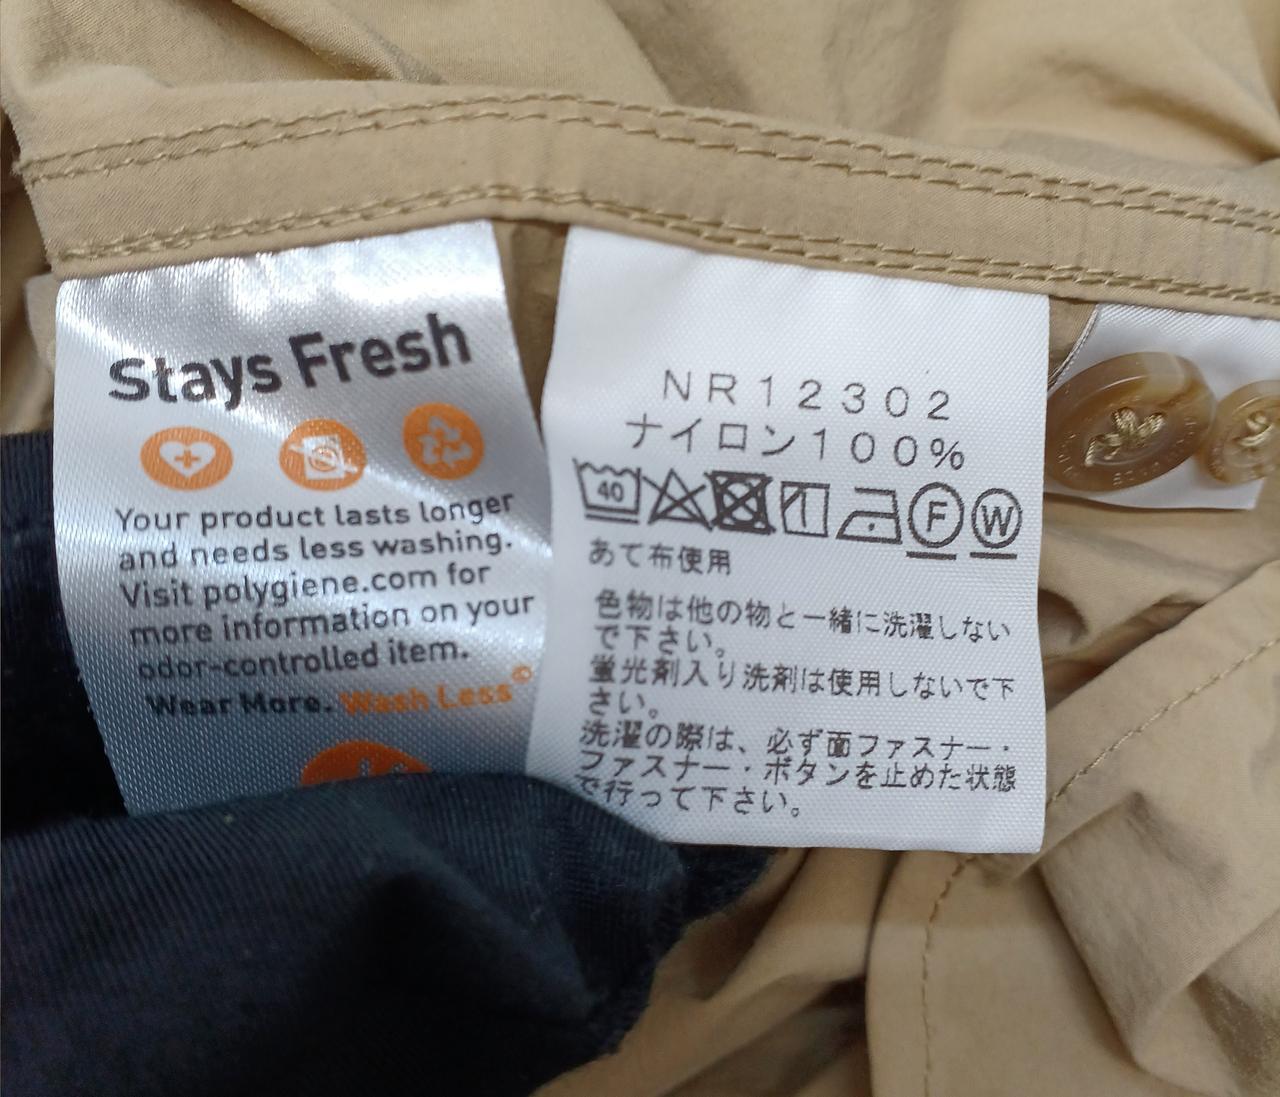 Stays Fresh
Your product lasts longer
and needs less washing.
Visit polygiene.com for
more information on your
odor-controlled item.
Wear More. Wash Less©
NR12302
ナイロン100%
40
F
W
あて布使用
色物は他の物と一緒に洗濯しない
で下さい。
蛍光剤入り洗剤は使用しないで下
さい。
洗濯の際は、必ず面ファスナー・
ファスナー・ボタンを止めた状態
で行って下さい。